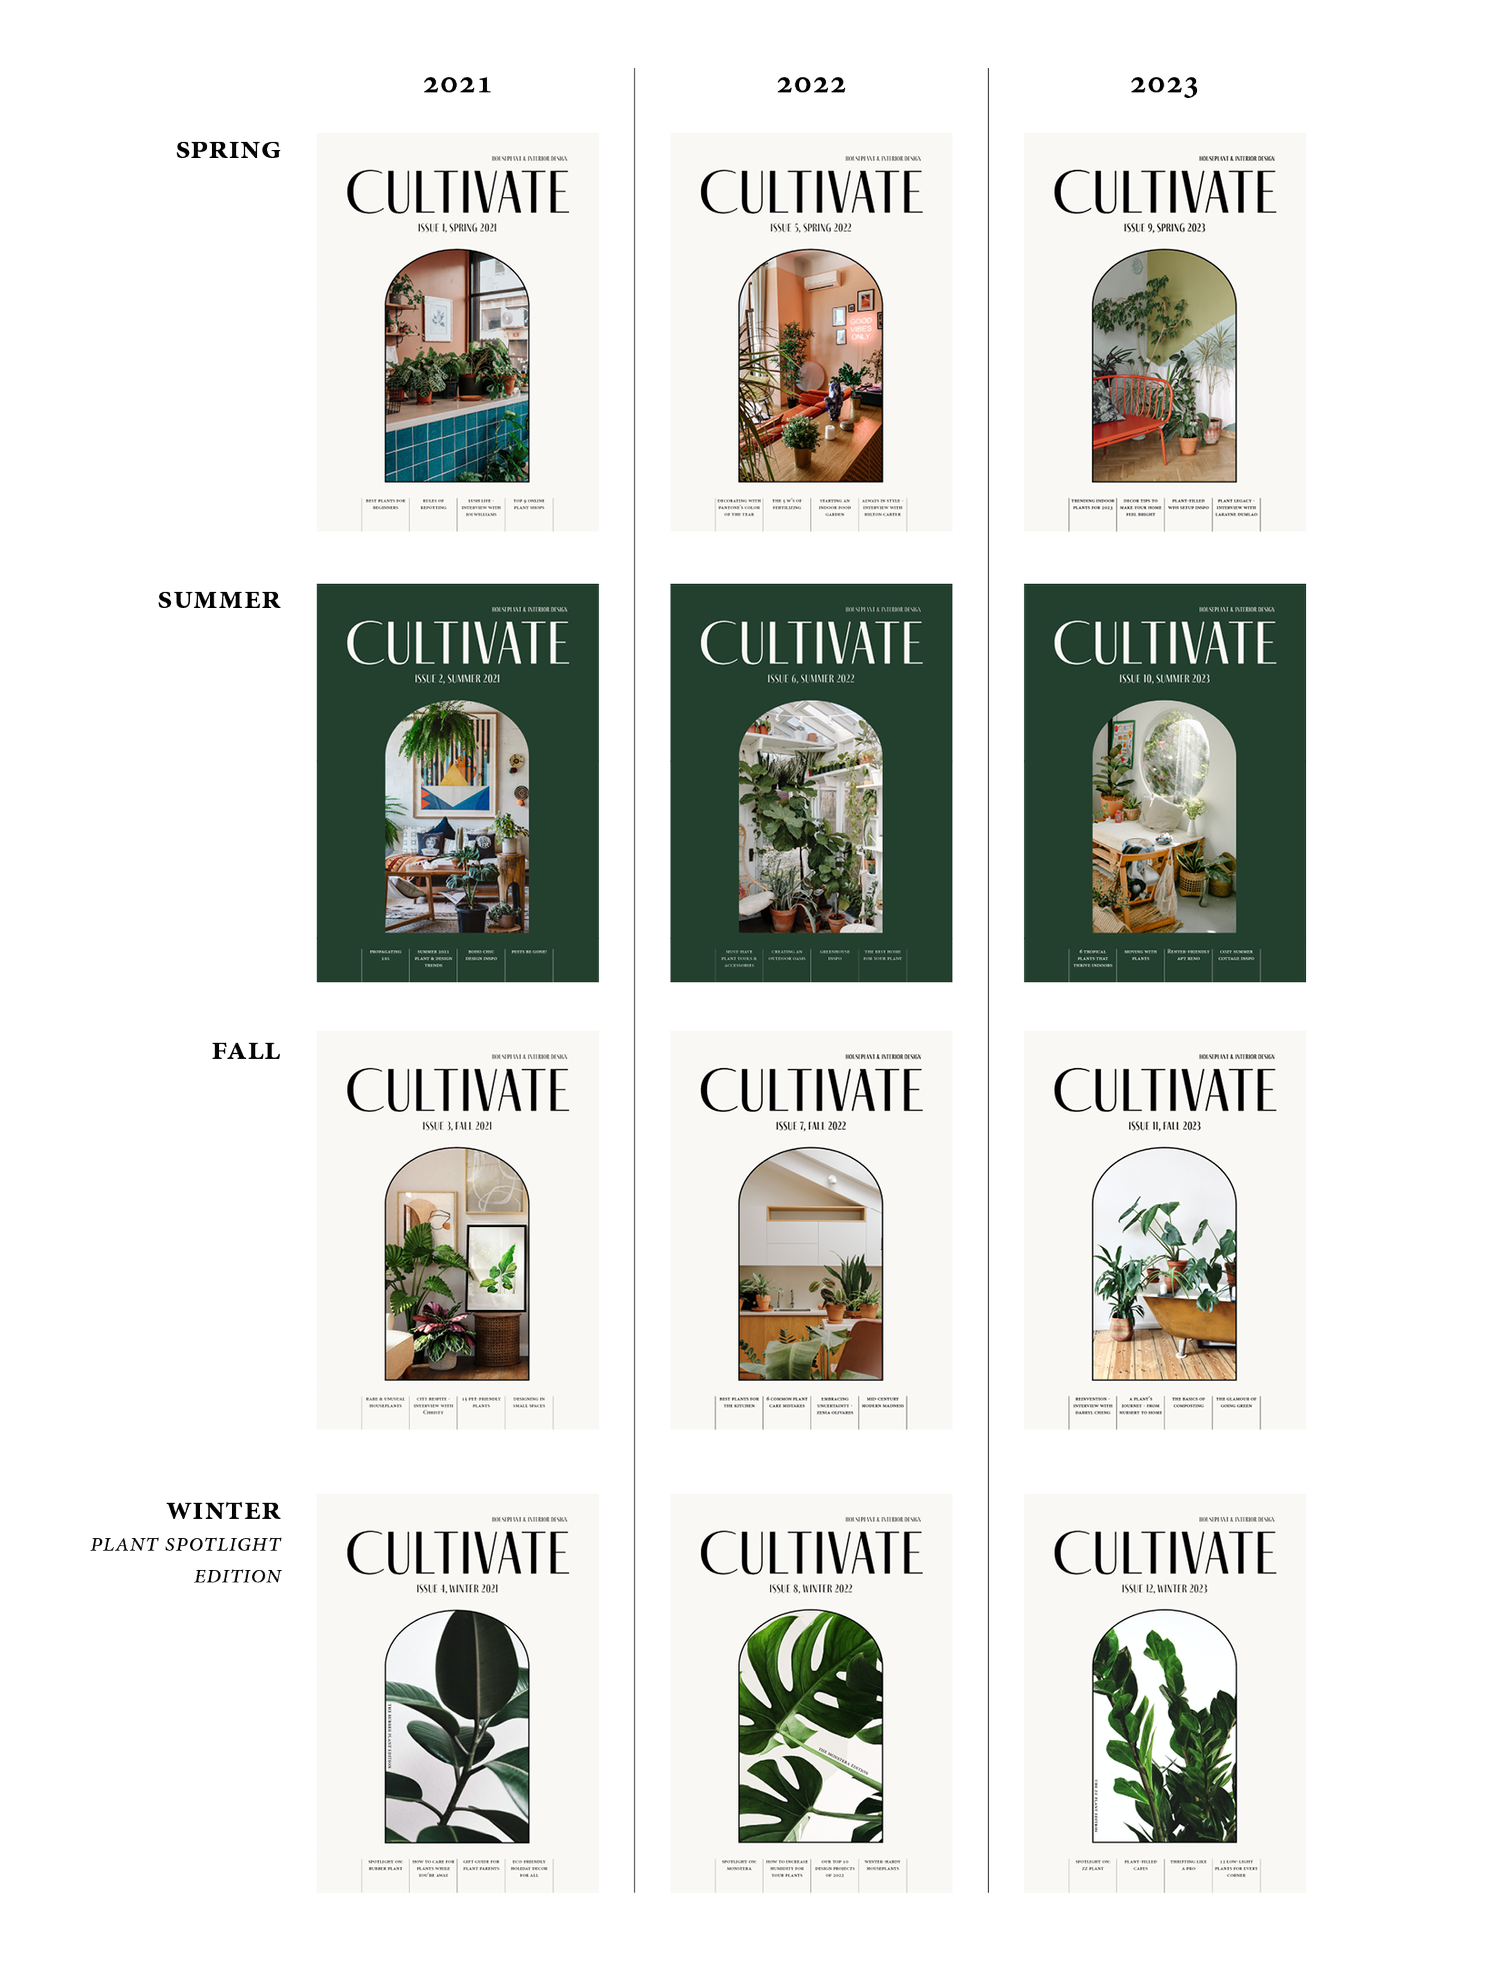 2021
2022
2023
SPRING
HOUSEPLANT & INTERIOR DESIGN
CULTIVATE
ISSUE 1, SPRING 2021
BEST PLANTS FOR
BEGINNERS
RULES OF
REPOTTING
LUSH LIFE -
INTERVIEW WITH
TOP 9 ONLINE
PLANT SHOPS
HOUSEPLANT & INTERIOR DESIGN
CULTIVATE
ISSUE 5, SPRING 2022
GOOD
VIBES
ONLY
DECORATING WITH
PANTONE'S COLOR
OF THE YEAR
THE 5 W'S OF
FERTILIZING
STARTING AN
INDOOR FOOD
GARDEN
ALWAYS IN STYLE -
INTERVIEW WITH
HILTON CARTER
HOUSEPLANT & INTERIOR DESIGN
CULTIVATE
ISSUE 9, SPRING 2023
TRENDING INDOOR
PLANTS FOR 2023
DECOR TIPS TO
MAKE YOUR HOME
FEEL BRIGHT
PLANT-FILLED
WFH SETUP INSPO
PLANT LEGACY -
INTERVIEW WITH
SUMMER
HOUSEPLANT & INTERIOR DESIGN
CULTIVATE
ISSUE 2, SUMMER 2021
PROPAGATING
101
SUMMER 2021
PLANT & DESIGN
TRENDS
BOHO CHIC
DESIGN INSPO
PESTS BE GONE!
HOUSEPLANT & INTERIOR DESIGN
CULTIVATE
ISSUE 6, SUMMER 2022
MUST-HAVE
PLANT TOOLS &
ACCESSORIES
CREATING AN
OUTDOOR OASIS
GREENHOUSE
INSPO
THE BEST HOME
FOR YOUR PLANT
HOUSEPLANT & INTERIOR DESIGN
CULTIVATE
ISSUE 10, SUMMER 2023
6 TROPICAL
PLANTS THAT
THRIVE INDOORS
MOVING WITH
PLANTS
RENTER-FRIENDLY
APT RENO
COZY SUMMER
COTTAGE INSPO
FALL
HOUSEPLANT & INTERIOR DESIGN
CULTIVATE
ISSUE 3, FALL 2021
RARE & UNUSUAL
HOUSEPLANTS
CITY RESPITE -
INTERVIEW WITH
CHRISTY
15 PET-FRIENDLY
PLANTS
DESIGNING IN
SMALL SPACES
HOUSEPLANT & INTERIOR DESIGN
CULTIVATE
ISSUE 7, FALL 2022
BEST PLANTS FOR
THE KITCHEN
6 COMMON PLANT
CARE MISTAKES
EMBRACING
UNCERTAINTY -
ZENIA OLIVARES
MID-CENTURY
MODERN MADNESS
HOUSEPLANT & INTERIOR DESIGN
CULTIVATE
ISSUE 11, FALL 2023
REINVENTION -
INTERVIEW WITH
DARRYL CHENG
A PLANT'S
JOURNEY - FROM
NURSERY TO HOME
THE BASICS OF
COMPOSTING
THE GLAMOUR OF
GOING GREEN
WINTER
PLANT SPOTLIGHT
EDITION
HOUSEPLANT & INTERIOR DESIGN
CULTIVATE
ISSUE 4, WINTER 2021
THE RUBBER PLANT EDITION
SPOTLIGHT ON:
RUBBER PLANT
HOW TO CARE FOR
PLANTS WHILE
YOU'RE AWAY
GIFT GUIDE FOR
PLANT PARENTS
ECO-FRIENDLY
HOLIDAY DECOR
FOR ALL
HOUSEPLANT & INTERIOR DESIGN
CULTIVATE
ISSUE 8, WINTER 2022
THE MONSTERA EDITION
SPOTLIGHT ON:
MONSTERA
HOW TO INCREASE
HUMIDITY FOR
YOUR PLANTS
OUR TOP 10
DESIGN PROJECTS
OF 2022
WINTER-HARDY
HOUSEPLANTS
HOUSEPLANT & INTERIOR DESIGN
CULTIVATE
ISSUE 12, WINTER 2023
THE ZZ PLANT EDITION
SPOTLIGHT ON:
ZZ PLANT
PLANT-FILLED
CAFES
THRIFTING LIKE
A PRO
12 LOW-LIGHT
PLANTS FOR EVERY
CORNER